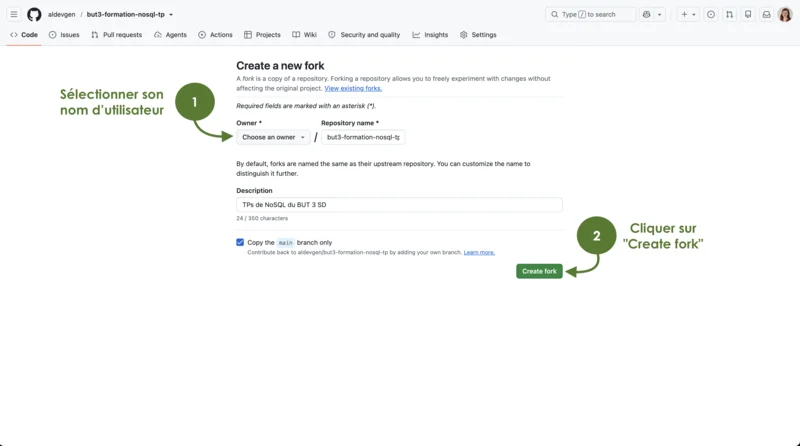 aldevgen / but3-formation-nosql-tp
Type / to search
Code
Issues
Pull requests
Agents
Actions
Projects
Wiki
Security and quality
Insights
Settings
Create a new fork
A fork is a copy of a repository. Forking a repository allows you to freely experiment with changes without
affecting the original project. View existing forks.
Required fields are marked with an asterisk (*).
Sélectionner son
nom d'utilisateur
1
Owner *
Repository name *
Choose an owner
/
but3-formation-nosql-tp
By default, forks are named the same as their upstream repository. You can customize the name to
distinguish it further.
Description
TPs de NoSQL du BUT 3 SD
24 / 350 characters
Copy the main branch only
Contribute back to aldevgen/but3-formation-nosql-tp by adding your own branch. Learn more.
Create fork
2
Cliquer sur
"Create fork"